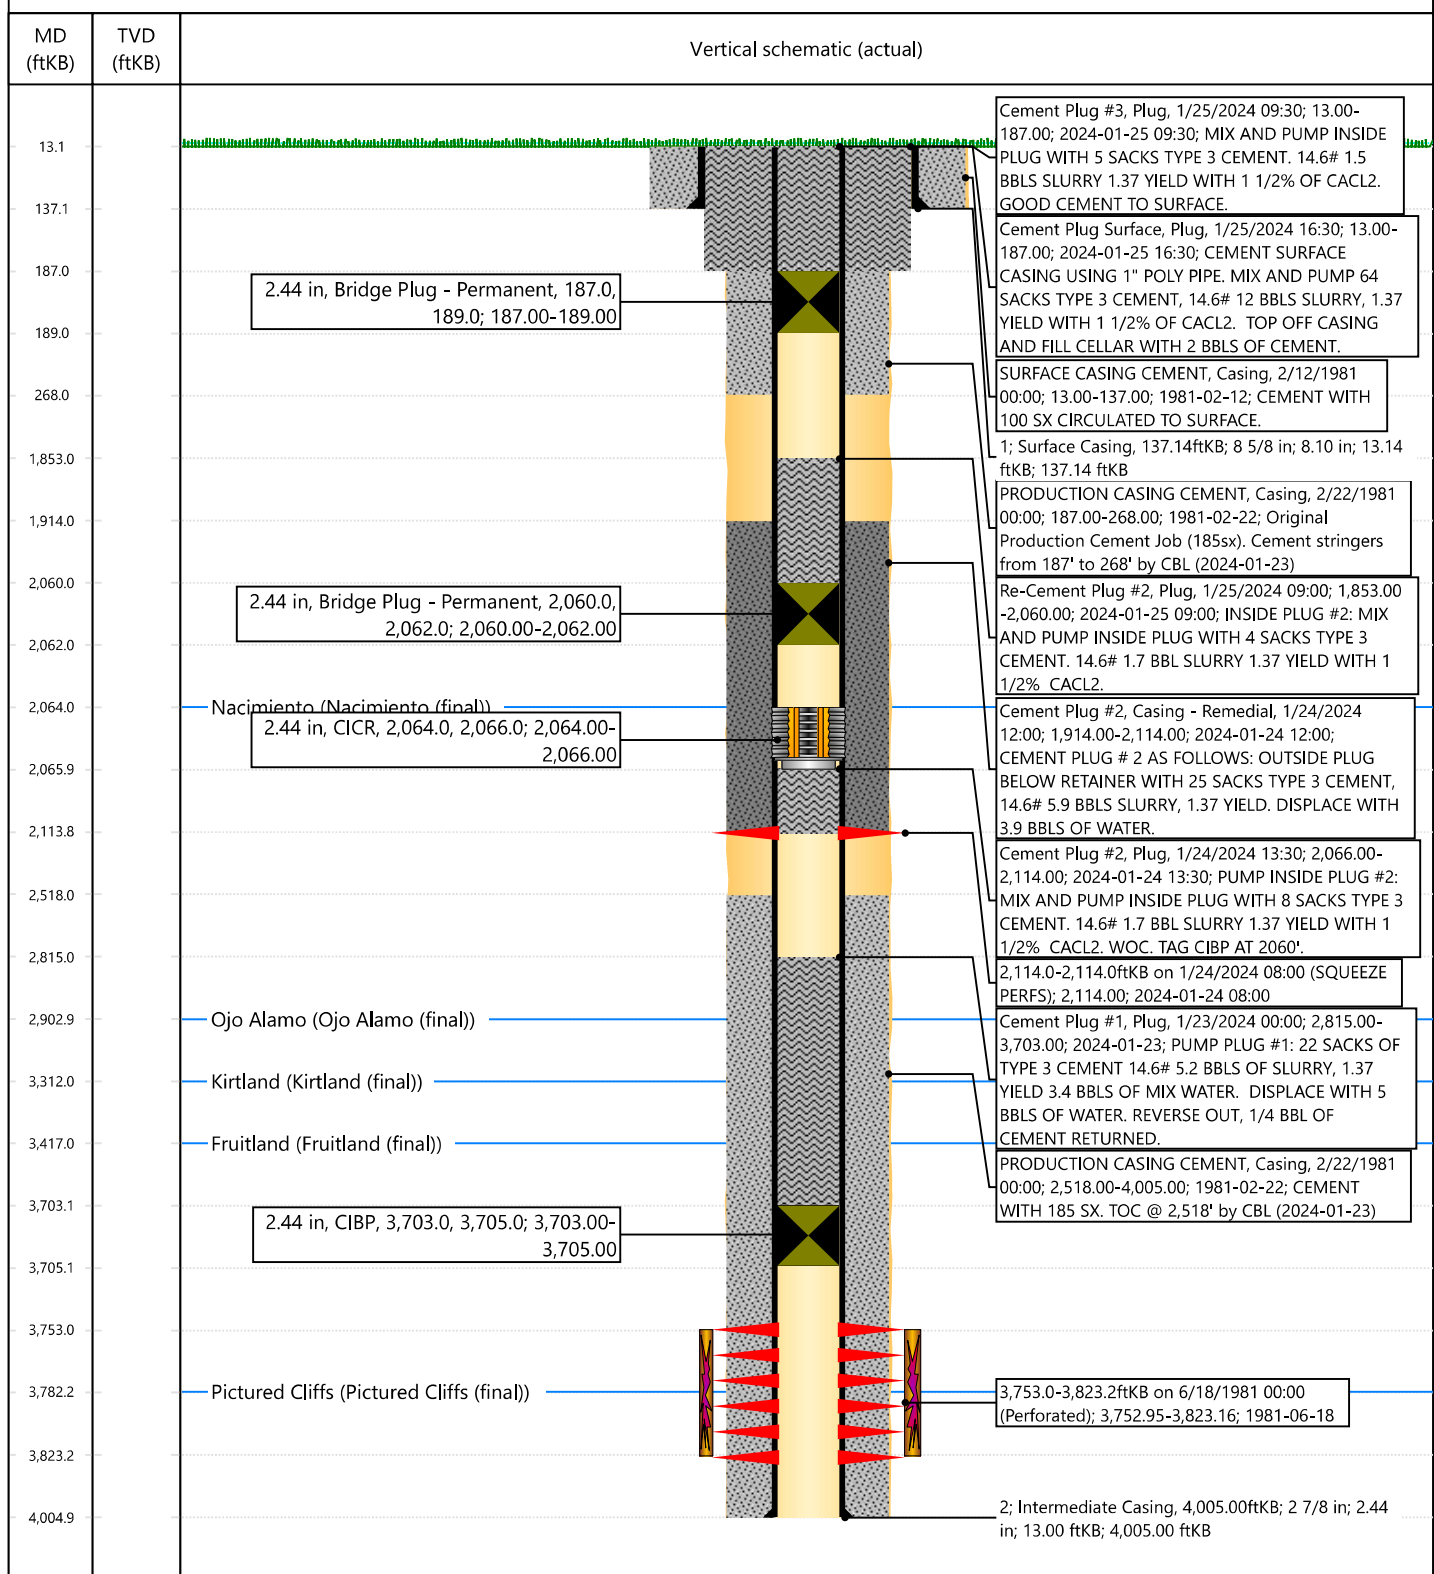 MD
(ftKB)
TVD
(ftKB)
Vertical schematic (actual)
13.1
137.1
187.0
189.0
268.0
1,853.0
1,914.0
2,060.0
2,062.0
2,064.0
2,065.9
2,113.8
2,518.0
2,815.0
2,902.9
3,312.0
3,417.0
3,703.1
3,705.1
3,753.0
3,782.2
3,823.2
4,004.9
2.44 in, Bridge Plug - Permanent, 187.0,
189.0; 187.00-189.00
2.44 in, Bridge Plug - Permanent, 2,060.0,
2,062.0; 2,060.00-2,062.00
Nacimiento (Nacimiento (final))
2.44 in, CICR, 2,064.0, 2,066.0; 2,064.00-
2,066.00
Ojo Alamo (Ojo Alamo (final))
Kirtland (Kirtland (final))
Fruitland (Fruitland (final))
2.44 in, CIBP, 3,703.0, 3,705.0; 3,703.00-
3,705.00
Pictured Cliffs (Pictured Cliffs (final))
Cement Plug #3, Plug, 1/25/2024 09:30; 13.00-
187.00; 2024-01-25 09:30; MIX AND PUMP INSIDE
PLUG WITH 5 SACKS TYPE 3 CEMENT. 14.6# 1.5
BBLS SLURRY 1.37 YIELD WITH 1 1/2% OF CACL2.
GOOD CEMENT TO SURFACE.
Cement Plug Surface, Plug, 1/25/2024 16:30; 13.00-
187.00; 2024-01-25 16:30; CEMENT SURFACE
CASING USING 1" POLY PIPE. MIX AND PUMP 64
SACKS TYPE 3 CEMENT, 14.6# 12 BBLS SLURRY, 1.37
YIELD WITH 1 1/2% OF CACL2. TOP OFF CASING
AND FILL CELLAR WITH 2 BBLS OF CEMENT.
SURFACE CASING CEMENT, Casing, 2/12/1981
00:00; 13.00-137.00; 1981-02-12; CEMENT WITH
100 SX CIRCULATED TO SURFACE.
1; Surface Casing, 137.14ftKB; 8 5/8 in; 8.10 in; 13.14
ftKB; 137.14 ftKB
PRODUCTION CASING CEMENT, Casing, 2/22/1981
00:00; 187.00-268.00; 1981-02-22; Original
Production Cement Job (185sx). Cement stringers
from 187' to 268' by CBL (2024-01-23)
Re-Cement Plug #2, Plug, 1/25/2024 09:00; 1,853.00
-2,060.00; 2024-01-25 09:00; INSIDE PLUG #2: MIX
AND PUMP INSIDE PLUG WITH 4 SACKS TYPE 3
CEMENT. 14.6# 1.7 BBL SLURRY 1.37 YIELD WITH 1
1/2% CACL2.
Cement Plug #2, Casing - Remedial, 1/24/2024
12:00; 1,914.00-2,114.00; 2024-01-24 12:00;
CEMENT PLUG # 2 AS FOLLOWS: OUTSIDE PLUG
BELOW RETAINER WITH 25 SACKS TYPE 3 CEMENT,
14.6# 5.9 BBLS SLURRY, 1.37 YIELD. DISPLACE WITH
3.9 BBLS OF WATER.
Cement Plug #2, Plug, 1/24/2024 13:30; 2,066.00-
2,114.00; 2024-01-24 13:30; PUMP INSIDE PLUG #2:
MIX AND PUMP INSIDE PLUG WITH 8 SACKS TYPE 3
CEMENT. 14.6# 1.7 BBL SLURRY 1.37 YIELD WITH 1
1/2% CACL2. WOC. TAG CIBP AT 2060'.
2,114.0-2,114.0ftKB on 1/24/2024 08:00 (SQUEEZE
PERFS); 2,114.00; 2024-01-24 08:00
Cement Plug #1, Plug, 1/23/2024 00:00; 2,815.00-
3,703.00; 2024-01-23; PUMP PLUG #1: 22 SACKS OF
TYPE 3 CEMENT 14.6# 5.2 BBLS OF SLURRY, 1.37
YIELD 3.4 BBLS OF MIX WATER. DISPLACE WITH 5
BBLS OF WATER. REVERSE OUT, 1/4 BBL OF
CEMENT RETURNED.
PRODUCTION CASING CEMENT, Casing, 2/22/1981
00:00; 2,518.00-4,005.00; 1981-02-22; CEMENT
WITH 185 SX. TOC @ 2,518' by CBL (2024-01-23)
3,753.0-3,823.2ftKB on 6/18/1981 00:00
(Perforated); 3,752.95-3,823.16; 1981-06-18
2; Intermediate Casing, 4,005.00ftKB; 2 7/8 in; 2.44
in; 13.00 ftKB; 4,005.00 ftKB